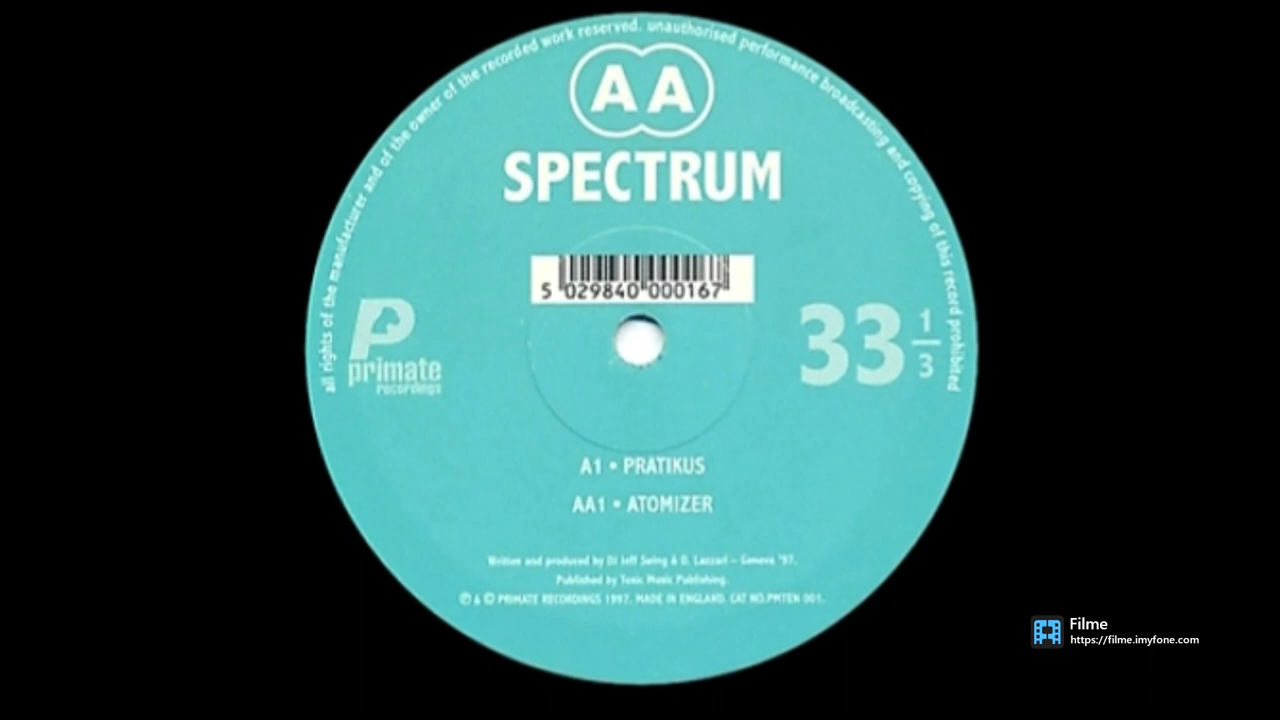 all rights of the manufacturer and of the owner of the recorded work reserved. unauthorised performance broadcasting and copying of this record prohibited
AA
SPECTRUM
5 029840 000167
P
primate
recordings
33 1/3
A1 • PRATIKUS
AA1 • ATOMIZER
Written and produced by DJ Jeff Swing & D. Lazzari – Genova '97.
Published by Toxic Music Publishing.
℗ & © PRIMATE RECORDINGS 1997. MADE IN ENGLAND. CAT NO.PMTEN 001.
Filme
https://filme.imyfone.com